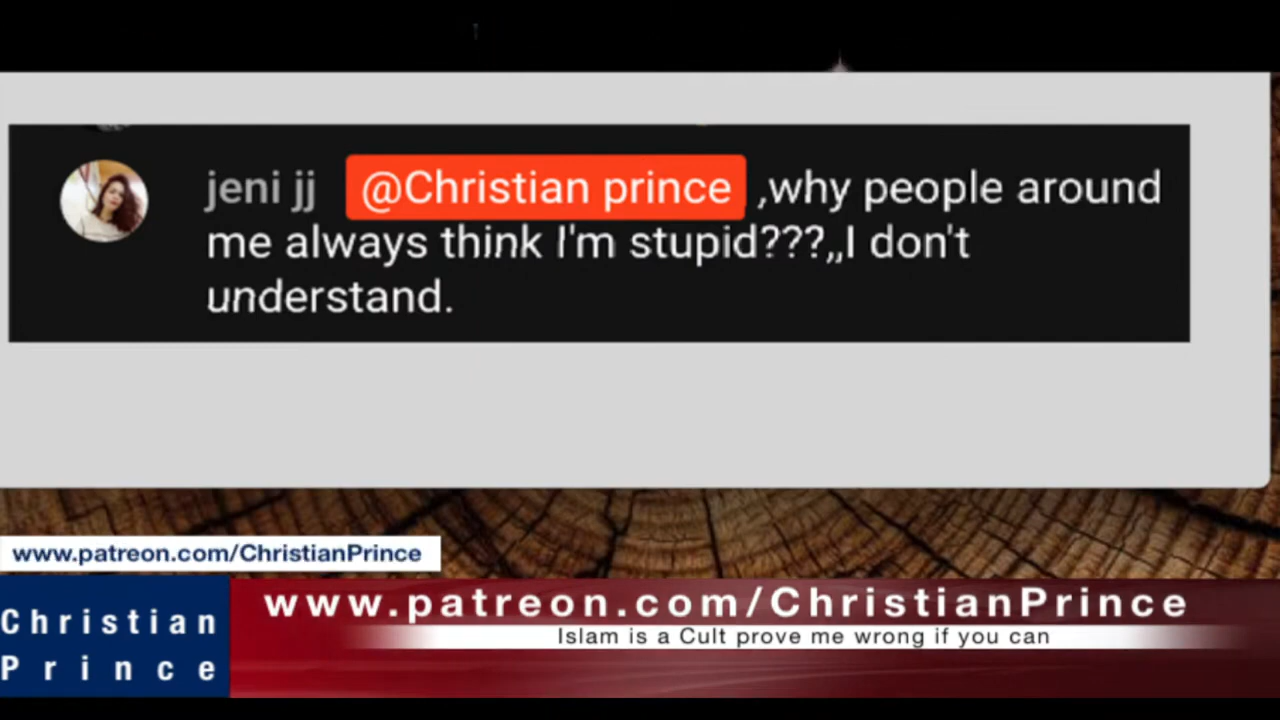 jeni jj @Christian prince ,why people around
me always think I'm stupid???,,I don't
understand.
www.patreon.com/ChristianPrince
Christian
Prince
www.patreon.com/ChristianPrince
Islam is a Cult prove me wrong if you can